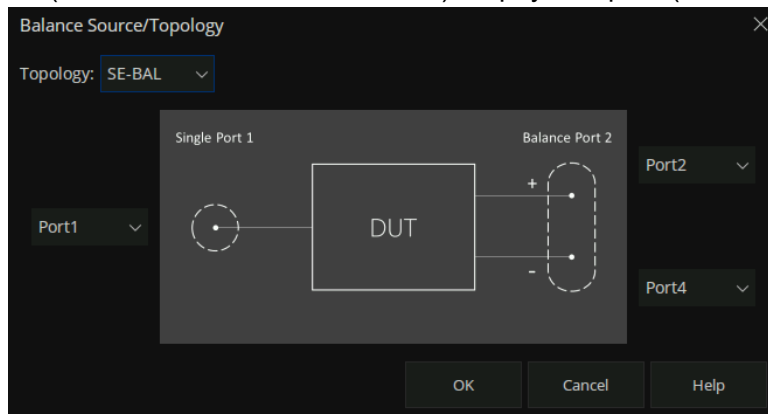 Balance Source/Topology
Topology: SE-BAL
Single Port 1
Balance Port 2
Port1
DUT
+
-
Port2
Port4
OK
Cancel
Help